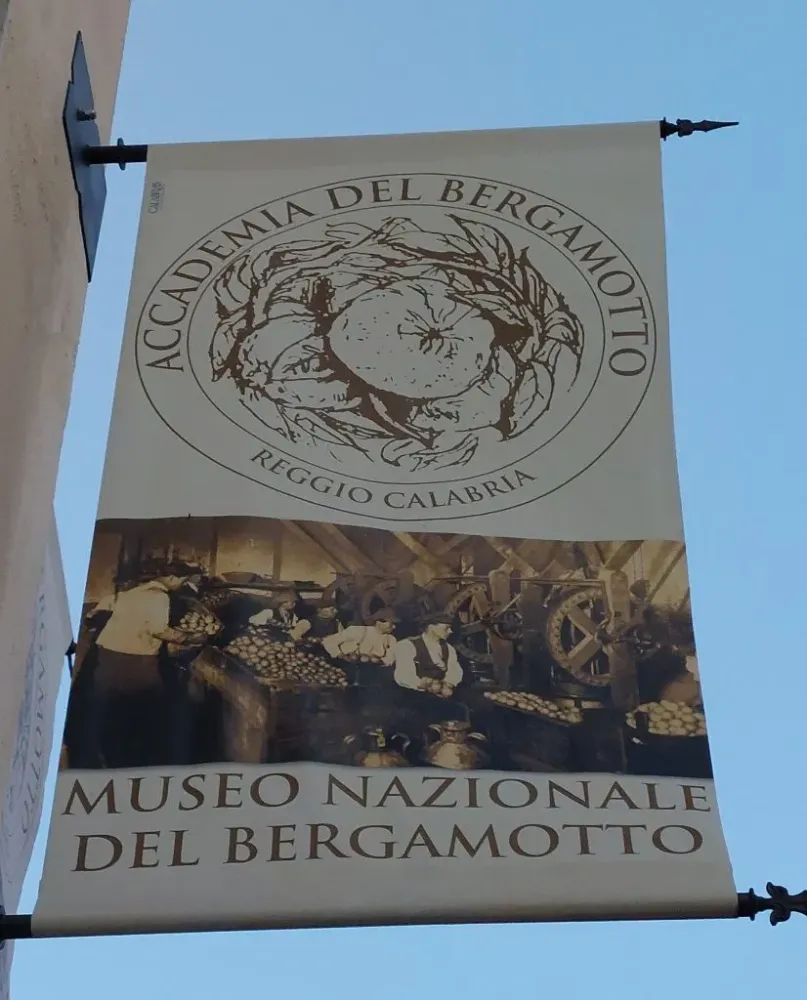 ACCADEMIA DEL BERGAMOTTO
REGGIO CALABRIA
MUSEO NAZIONALE
DEL BERGAMOTTO